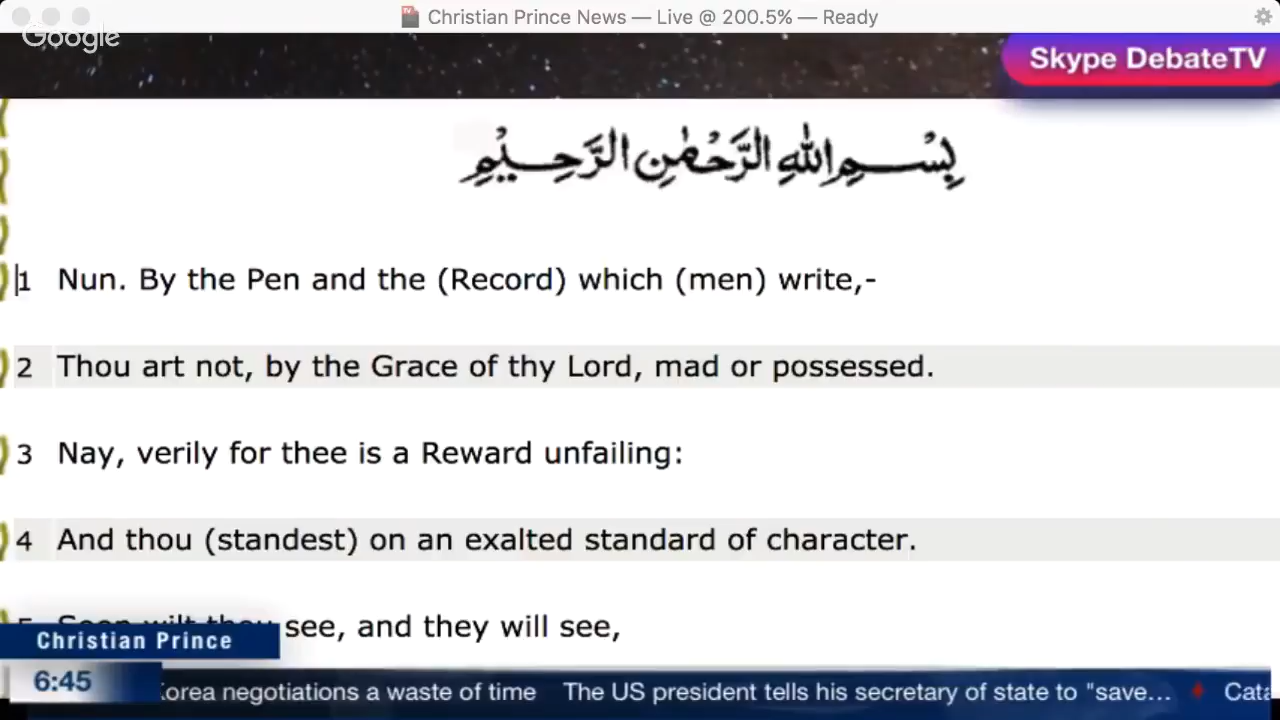 Christian Prince News — Live @ 200.5% — Ready
Google
Skype DebateTV
بِسْمِ اللهِ الرَّحْمٰنِ الرَّحِيْمِ
1 Nun. By the Pen and the (Record) which (men) write,-
2 Thou art not, by the Grace of thy Lord, mad or possessed.
3 Nay, verily for thee is a Reward unfailing:
4 And thou (standest) on an exalted standard of character.
5 Soon wilt thou see, and they will see,
Christian Prince
6:45 orea negotiations a waste of time The US president tells his secretary of state to "save... Cata